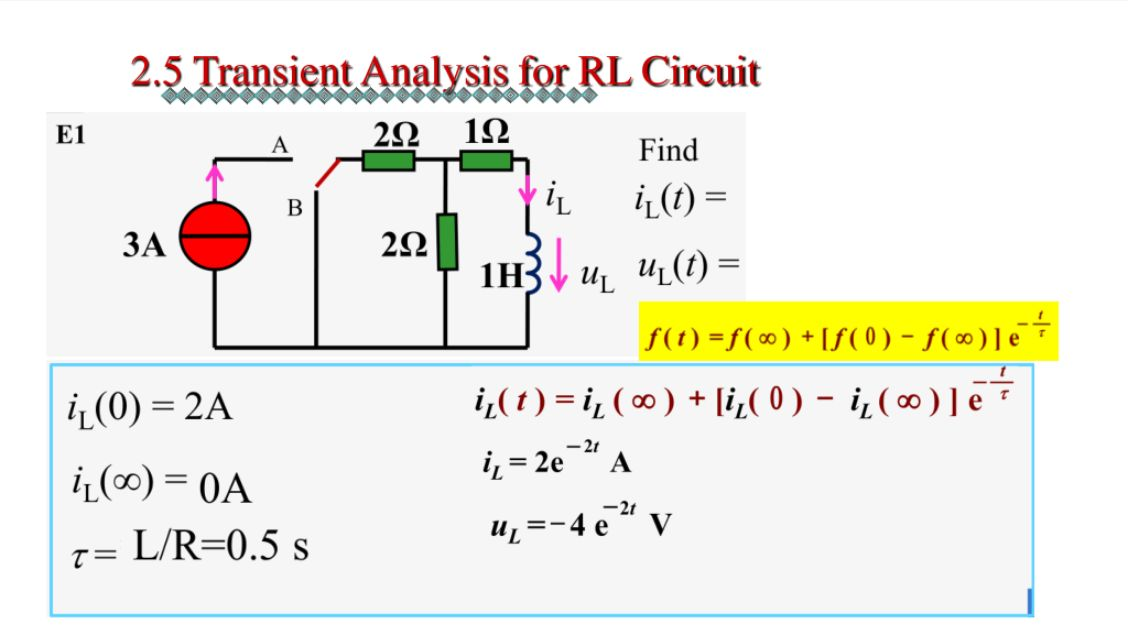 2.5 Transient Analysis for RL Circuit
E1
A
2Ω 1Ω
Find
B
iL
iL(t) =
3A
2Ω
1H
uL
uL(t) =
f(t) =f(∞) + [f(0) − f(∞)] e^(−t/τ)
iL(0) = 2A
iL(t) = iL(∞) + [iL(0) − iL(∞)] e^(−t/τ)
iL(∞) = 0A
iL = 2e^(−2t) A
τ = L/R=0.5 s
uL =−4 e^(−2t) V